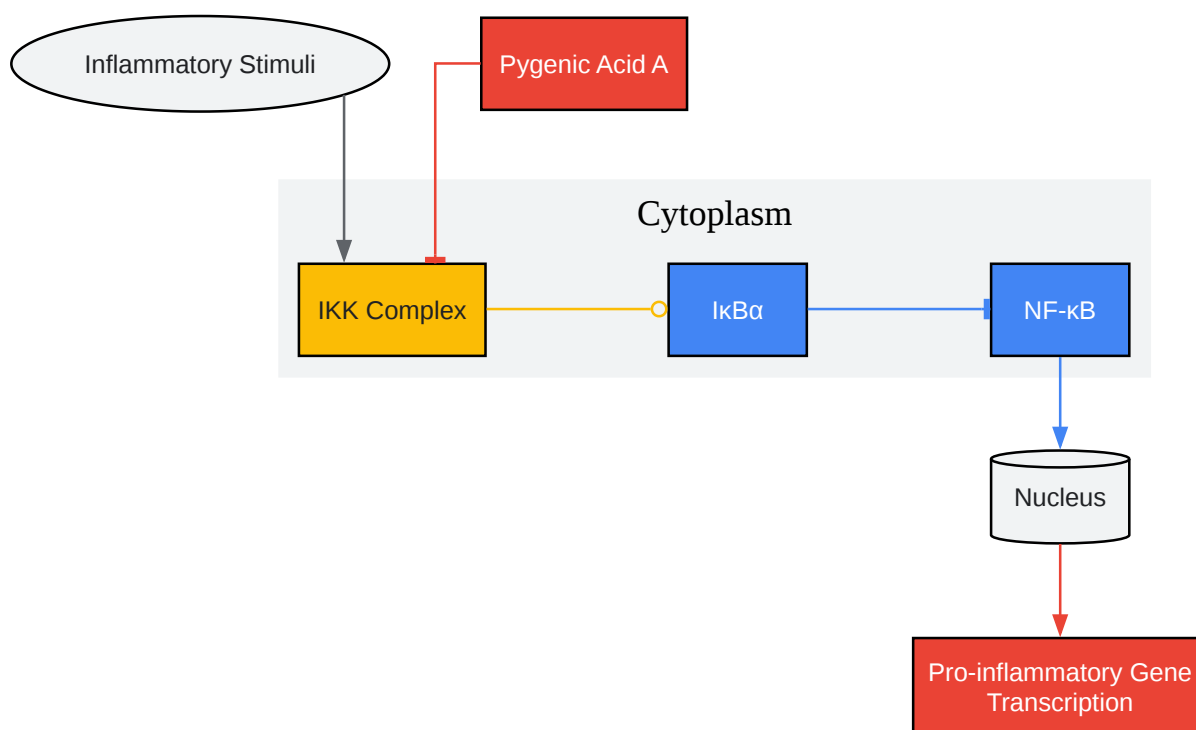 Inflammatory Stimuli
Pygenic Acid A
Cytoplasm
IKK Complex
IκBα
NF-κB
Nucleus
Pro-inflammatory Gene
Transcription